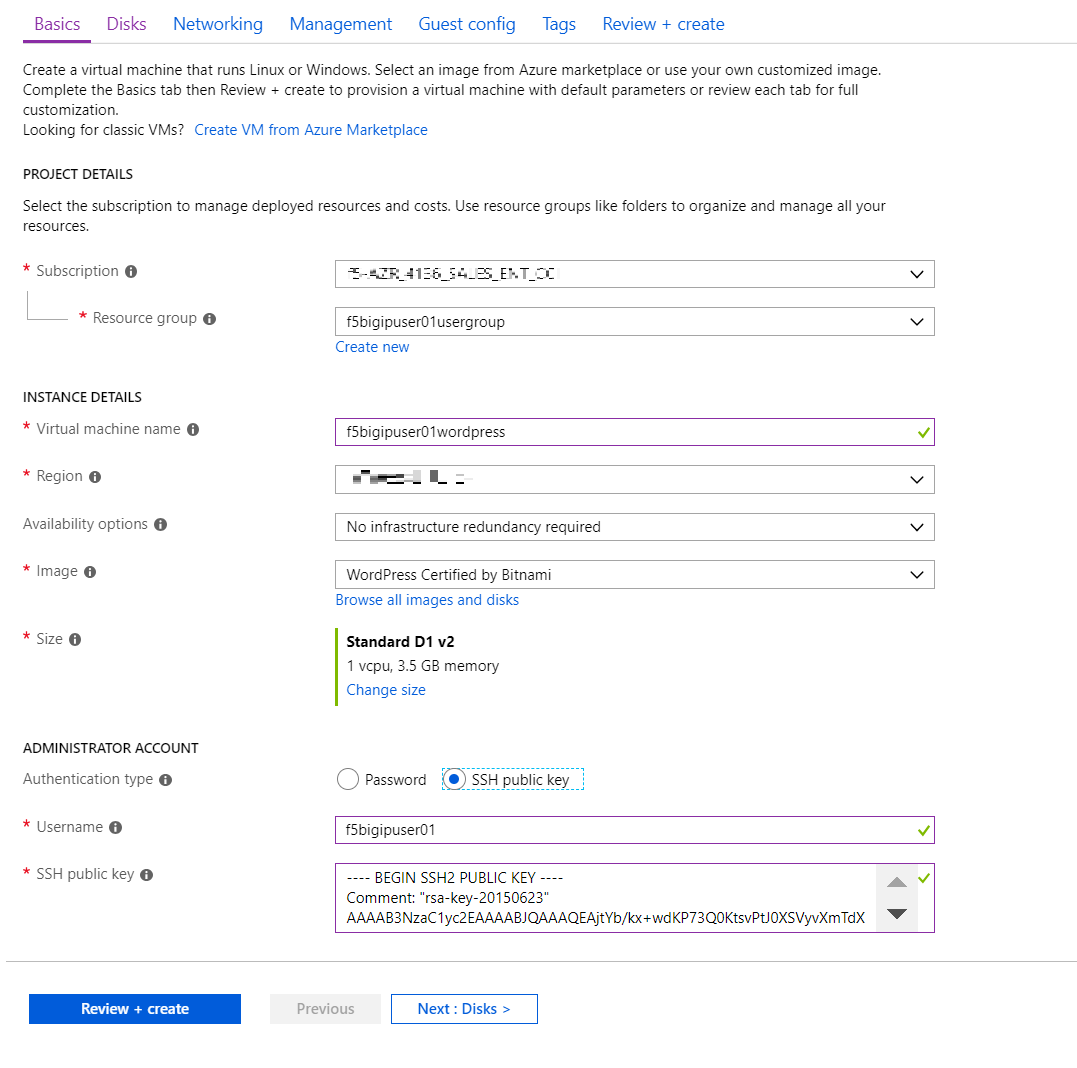 Basics Disks Networking Management Guest config Tags Review + create
Create a virtual machine that runs Linux or Windows. Select an image from Azure marketplace or use your own customized image.
Complete the Basics tab then Review + create to provision a virtual machine with default parameters or review each tab for full
customization.
Looking for classic VMs? Create VM from Azure Marketplace
PROJECT DETAILS
Select the subscription to manage deployed resources and costs. Use resource groups like folders to organize and manage all your
resources.
* Subscription
* Resource group f5bigipuser01usergroup
Create new
INSTANCE DETAILS
* Virtual machine name f5bigipuser01wordpress
* Region
Availability options No infrastructure redundancy required
* Image WordPress Certified by Bitnami
Browse all images and disks
* Size Standard D1 v2
1 vcpu, 3.5 GB memory
Change size
ADMINISTRATOR ACCOUNT
Authentication type Password SSH public key
* Username f5bigipuser01
* SSH public key ---- BEGIN SSH2 PUBLIC KEY ----
Comment: "rsa-key-20150623"
AAAAB3NzaC1yc2EAAAABJQAAAQEAjtYb/kx+wdKP73Q0KtsvPtJ0XSVyvXmTdX
Review + create Previous Next : Disks >